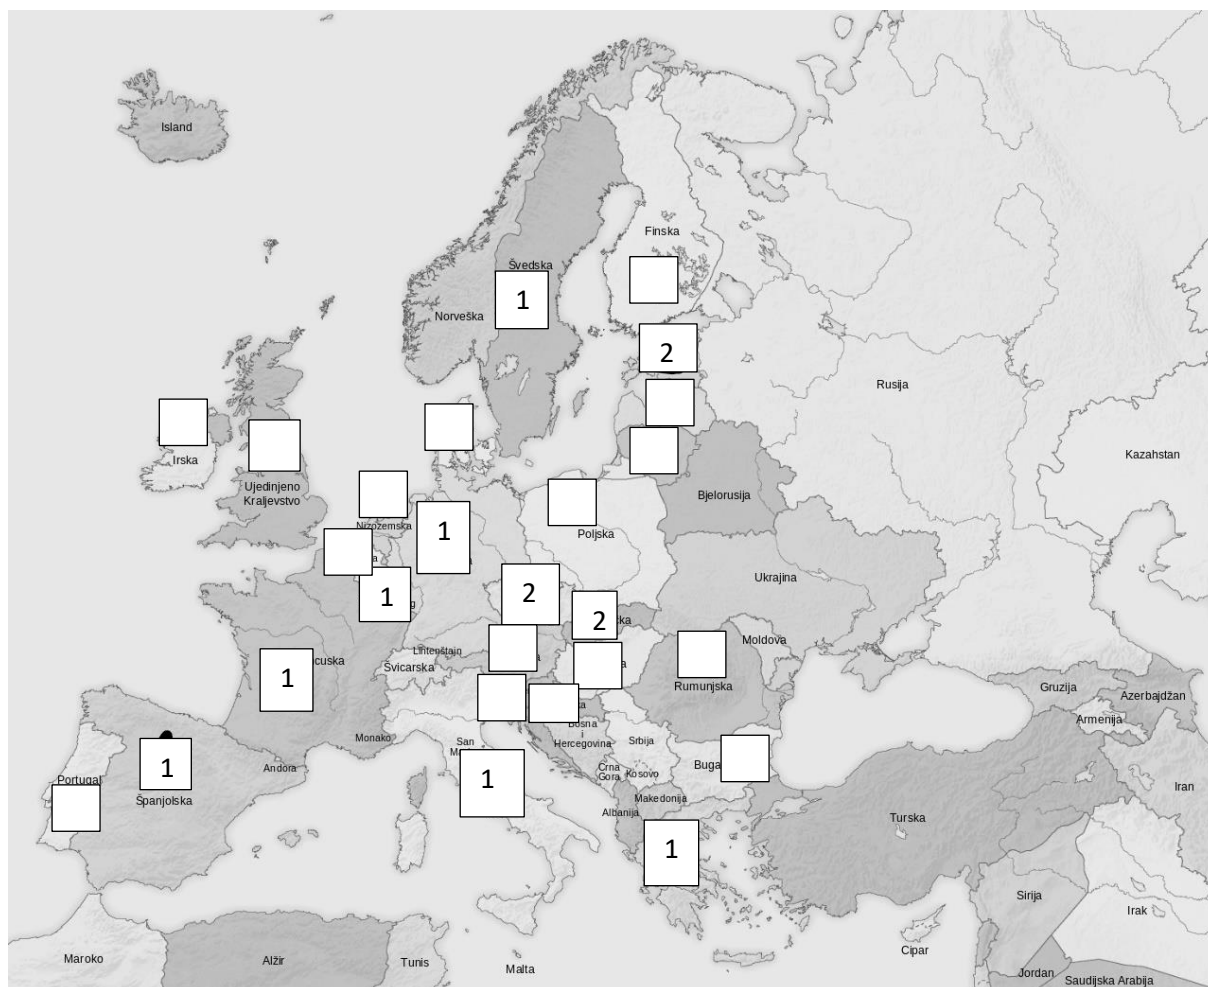 Island
Finska
Švedska
1
Norveška
2
Rusija
Irska
Kazahstan
Ujedinjeno
Kraljevstvo
Bjelorusija
Nizozemska
1
Poljska
Ukrajina
1
2
2
Moldova
Lihtenštajn
Švicarska
1
Rumunjska
Gruzija
Azerbajdžan
Armenija
Monako
San
Bosna
i
Hercegovina
Srbija
Andora
1
Crna
Gora
Kosovo
Portugal
Španjolska
1
Makedonija
Albanija
Iran
Turska
1
Sirija
Irak
Cipar
Maroko
Alžir
Tunis
Malta
Jordan
Saudijska Arabija